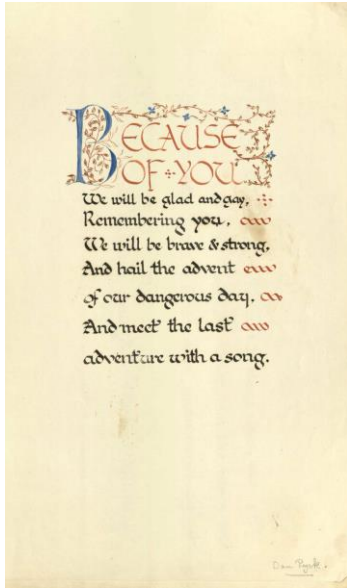 BECAUSE
OF YOU
We will be glad and gay,
Remembering you,
We will be brave & strong,
And hail the advent
of our dangerous day,
And meet the last
adventure with a song.